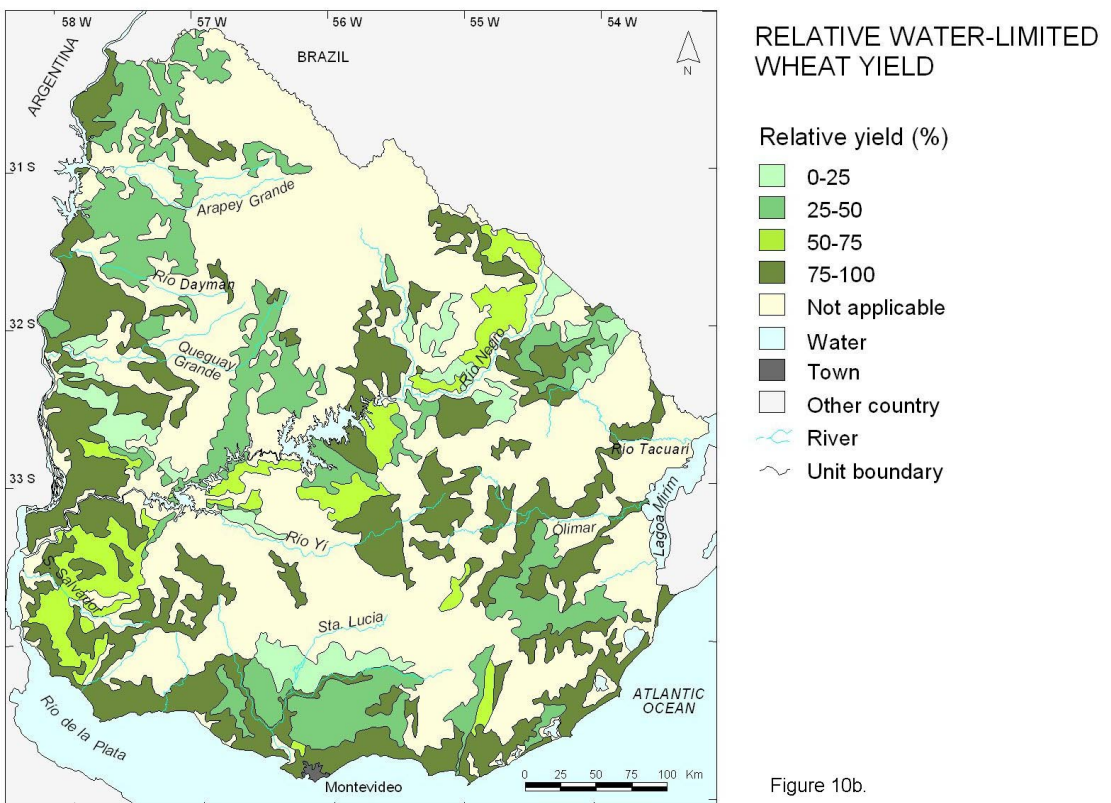 58 W
57 W
56 W
55 W
54 W
ARGENTINA
BRAZIL
N
31 S
Arapey Grande
Rio Dayman
32 S
Queguay
Grande
Rio Negro
Rio Tacuari
33 S
Rio Yi
Olimar
Lagoa Mirim
S. Salvador
Sta. Lucia
ATLANTIC
OCEAN
Rio de la Plata
Montevideo
0 25 50 75 100 Km
RELATIVE WATER-LIMITED
WHEAT YIELD
Relative yield (%)
0-25
25-50
50-75
75-100
Not applicable
Water
Town
Other country
River
Unit boundary
Figure 10b.